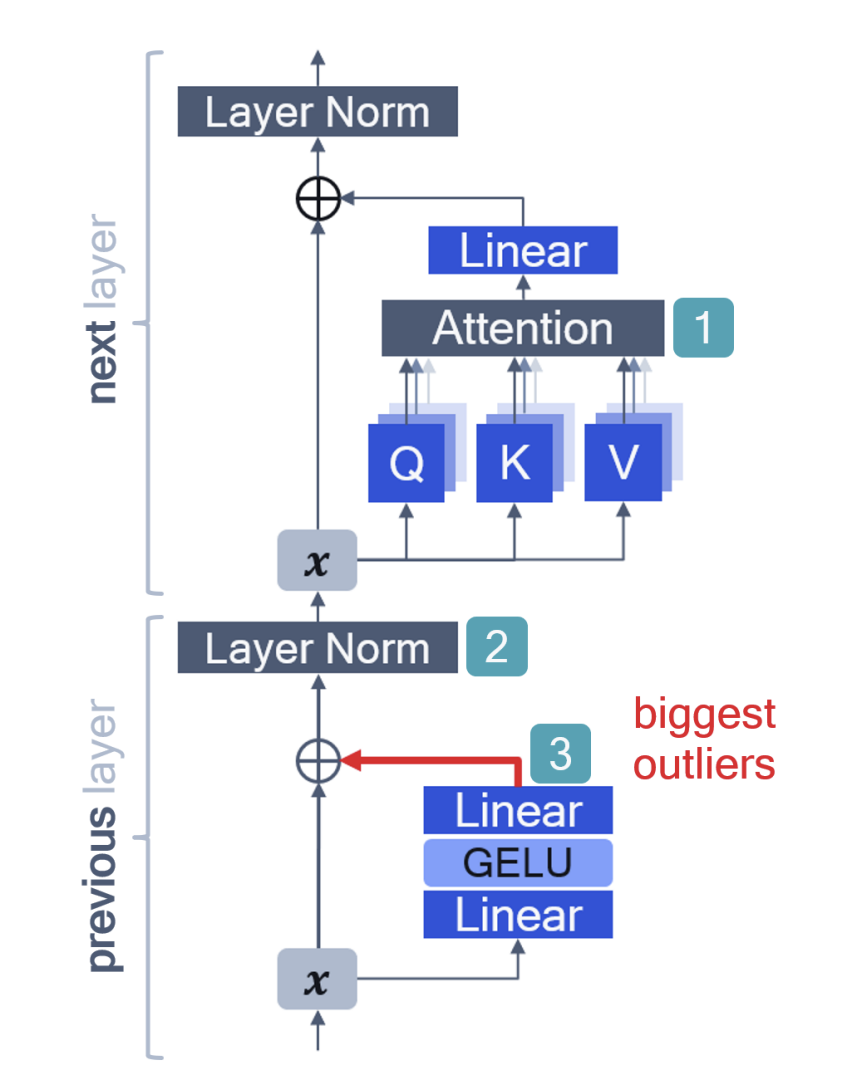 Layer Norm
next layer
Linear
Attention
1
Q
K
V
x
Layer Norm
2
previous layer
biggest
outliers
3
Linear
GELU
Linear
x